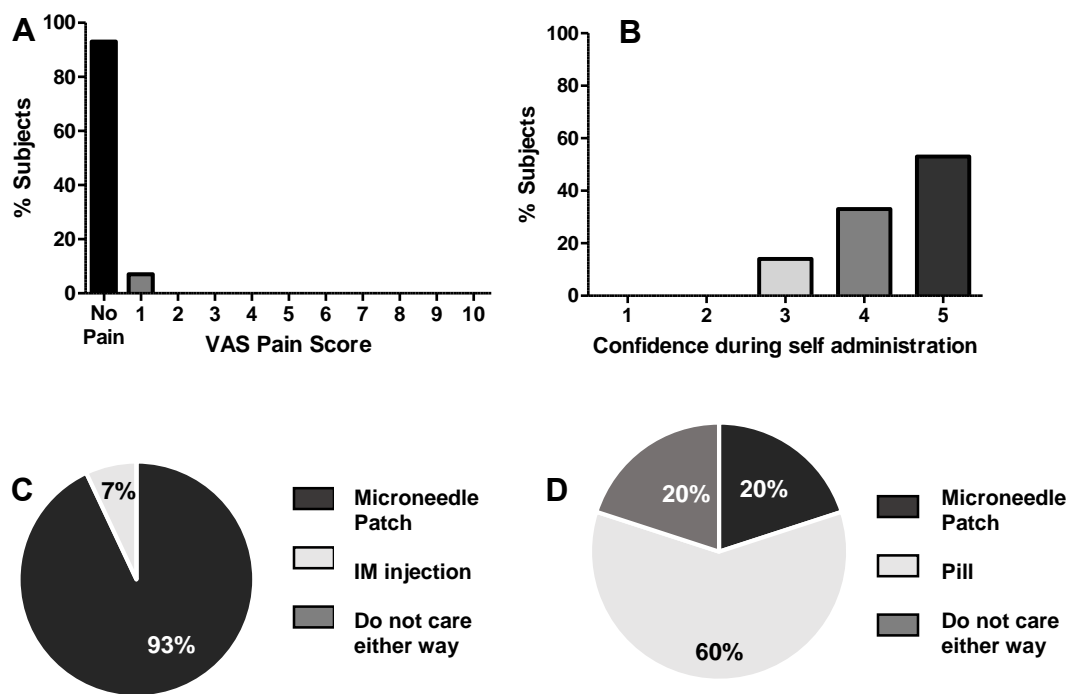 A
100
80
60
40
20
0
% Subjects
No
Pain
1 2 3 4 5 6 7 8 9 10
VAS Pain Score
B
100
80
60
40
20
0
% Subjects
1 2 3 4 5
Confidence during self administration
C
7%
93%
Microneedle
Patch
IM injection
Do not care
either way
D
20%
20%
60%
Microneedle
Patch
Pill
Do not care
either way